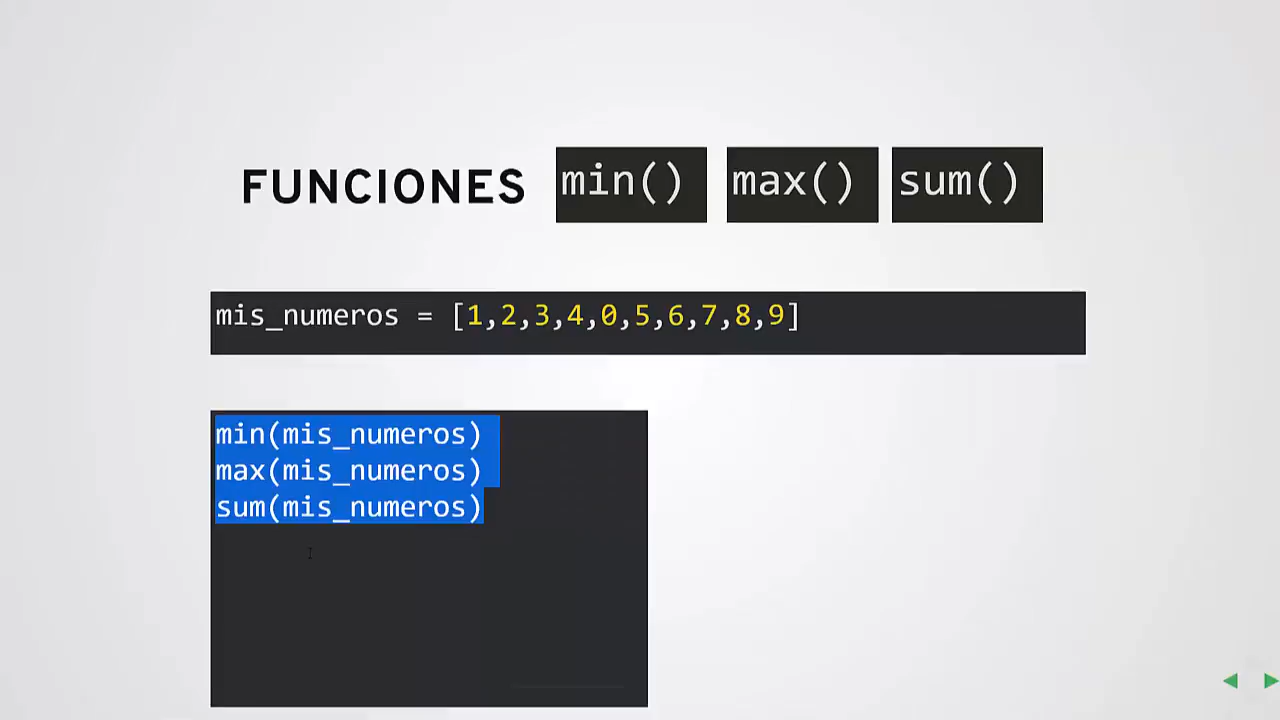 FUNCIONES min() max() sum()
mis_numeros = [1,2,3,4,0,5,6,7,8,9]
min(mis_numeros)
max(mis_numeros)
sum(mis_numeros)